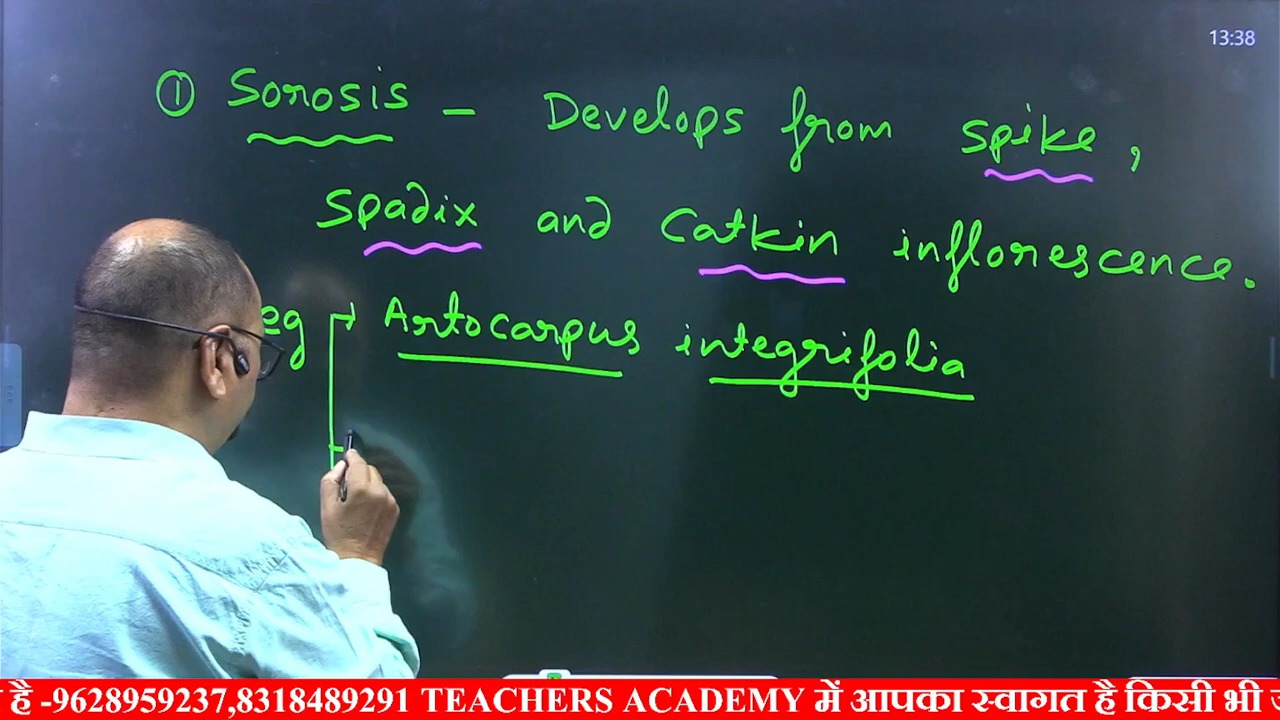 13:38
① Sorosis - Develops from spike,
Spadix and Catkin inflorescence.
eg → Artocarpus integrifolia
है -9628959237,8318489291 TEACHERS ACADEMY में आपका स्वागत है किसी भी